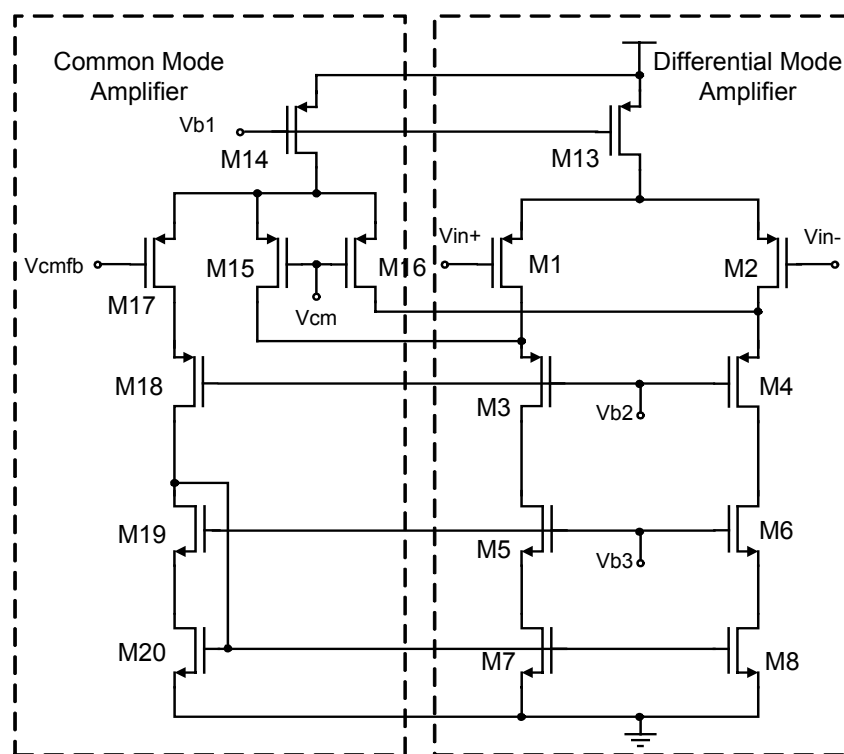 Common Mode
Amplifier
Differential Mode
Amplifier
Vb1
M14
M13
Vcmfb
M17
M15
Vcm
M16
Vin+
M1
M2
Vin-
M18
M3
Vb2
M4
M19
M5
Vb3
M6
M20
M7
M8